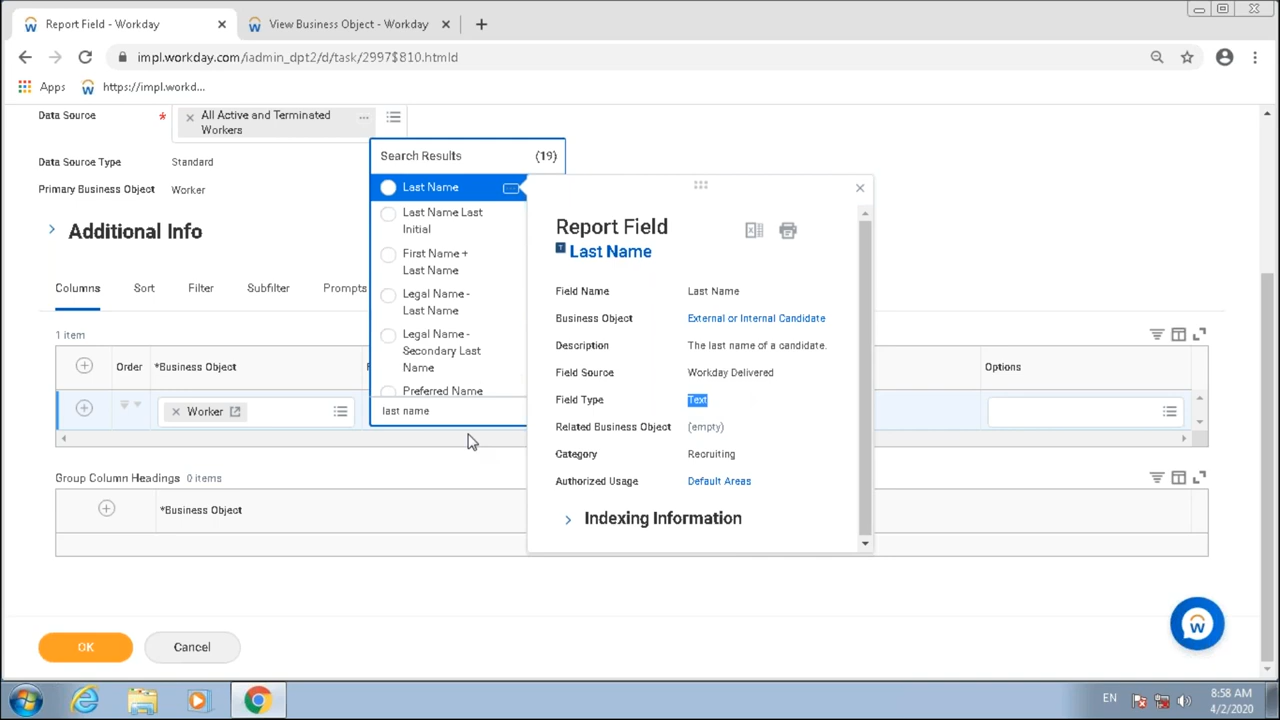 Report Field - Workday
View Business Object - Workday
impl.workday.com/iadmin_dpt2/d/task/2997$810.htmld
Apps
https://impl.workd...
Data Source
*
All Active and Terminated
Workers
Data Source Type
Standard
Primary Business Object
Worker
Additional Info
Columns
Sort
Filter
Subfilter
Prompts
1 item
Order
*Business Object
Options
Worker
Group Column Headings 0 items
*Business Object
Search Results (19)
Last Name
Last Name Last
Initial
First Name +
Last Name
Legal Name -
Last Name
Legal Name -
Secondary Last
Name
Preferred Name
last name
Report Field
Last Name
Field Name
Last Name
Business Object
External or Internal Candidate
Description
The last name of a candidate.
Field Source
Workday Delivered
Field Type
Text
Related Business Object
(empty)
Category
Recruiting
Authorized Usage
Default Areas
Indexing Information
OK
Cancel
EN
8:58 AM
4/2/2020